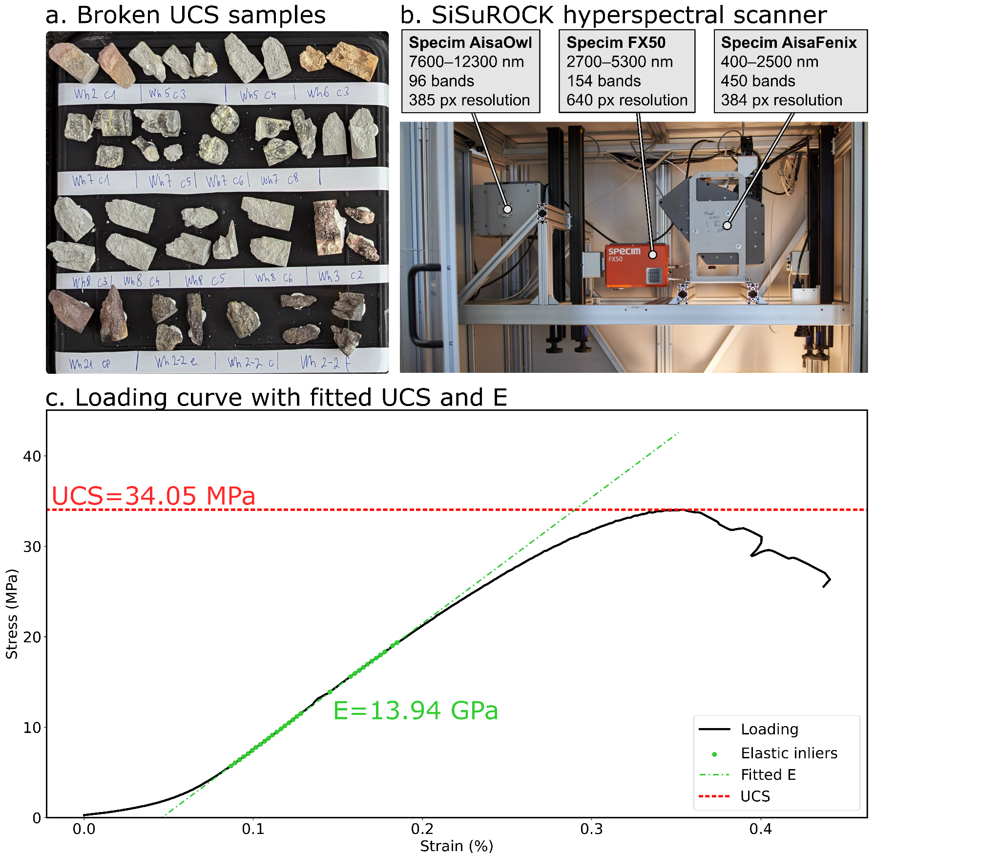 a. Broken UCS samples
Wh2 C1 | Wh5 C3 | Wh5 C4 | Wh6 C3
Wh7 C1 | Wh7 C5 | Wh7 C6 | Wh7 C8 |
Wh8 C3 | Wh8 C4 | Wh8 C5 | Wh8 C6 | Wh3 C2
Wh21 CP | Wh2-2 e | Wh2-2 C | Wh 2-2 f
b. SiSuROCK hyperspectral scanner
Specim AisaOwl
7600–12300 nm
96 bands
385 px resolution
Specim FX50
2700–5300 nm
154 bands
640 px resolution
Specim AisaFenix
400–2500 nm
450 bands
384 px resolution
SPECIM
FX50
Mount
screws
on
this
side
!
c. Loading curve with fitted UCS and E
Stress (MPa)
40
30
20
10
0
UCS=34.05 MPa
E=13.94 GPa
Loading
Elastic inliers
Fitted E
UCS
0.0 0.1 0.2 0.3 0.4
Strain (%)